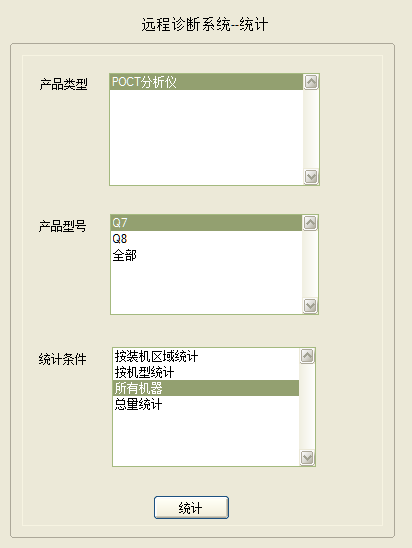 远程诊断系统--统计
产品类型
POCT分析仪
产品型号
Q7
Q8
全部
统计条件
按装机区域统计
按机型统计
所有机器
总量统计
统计